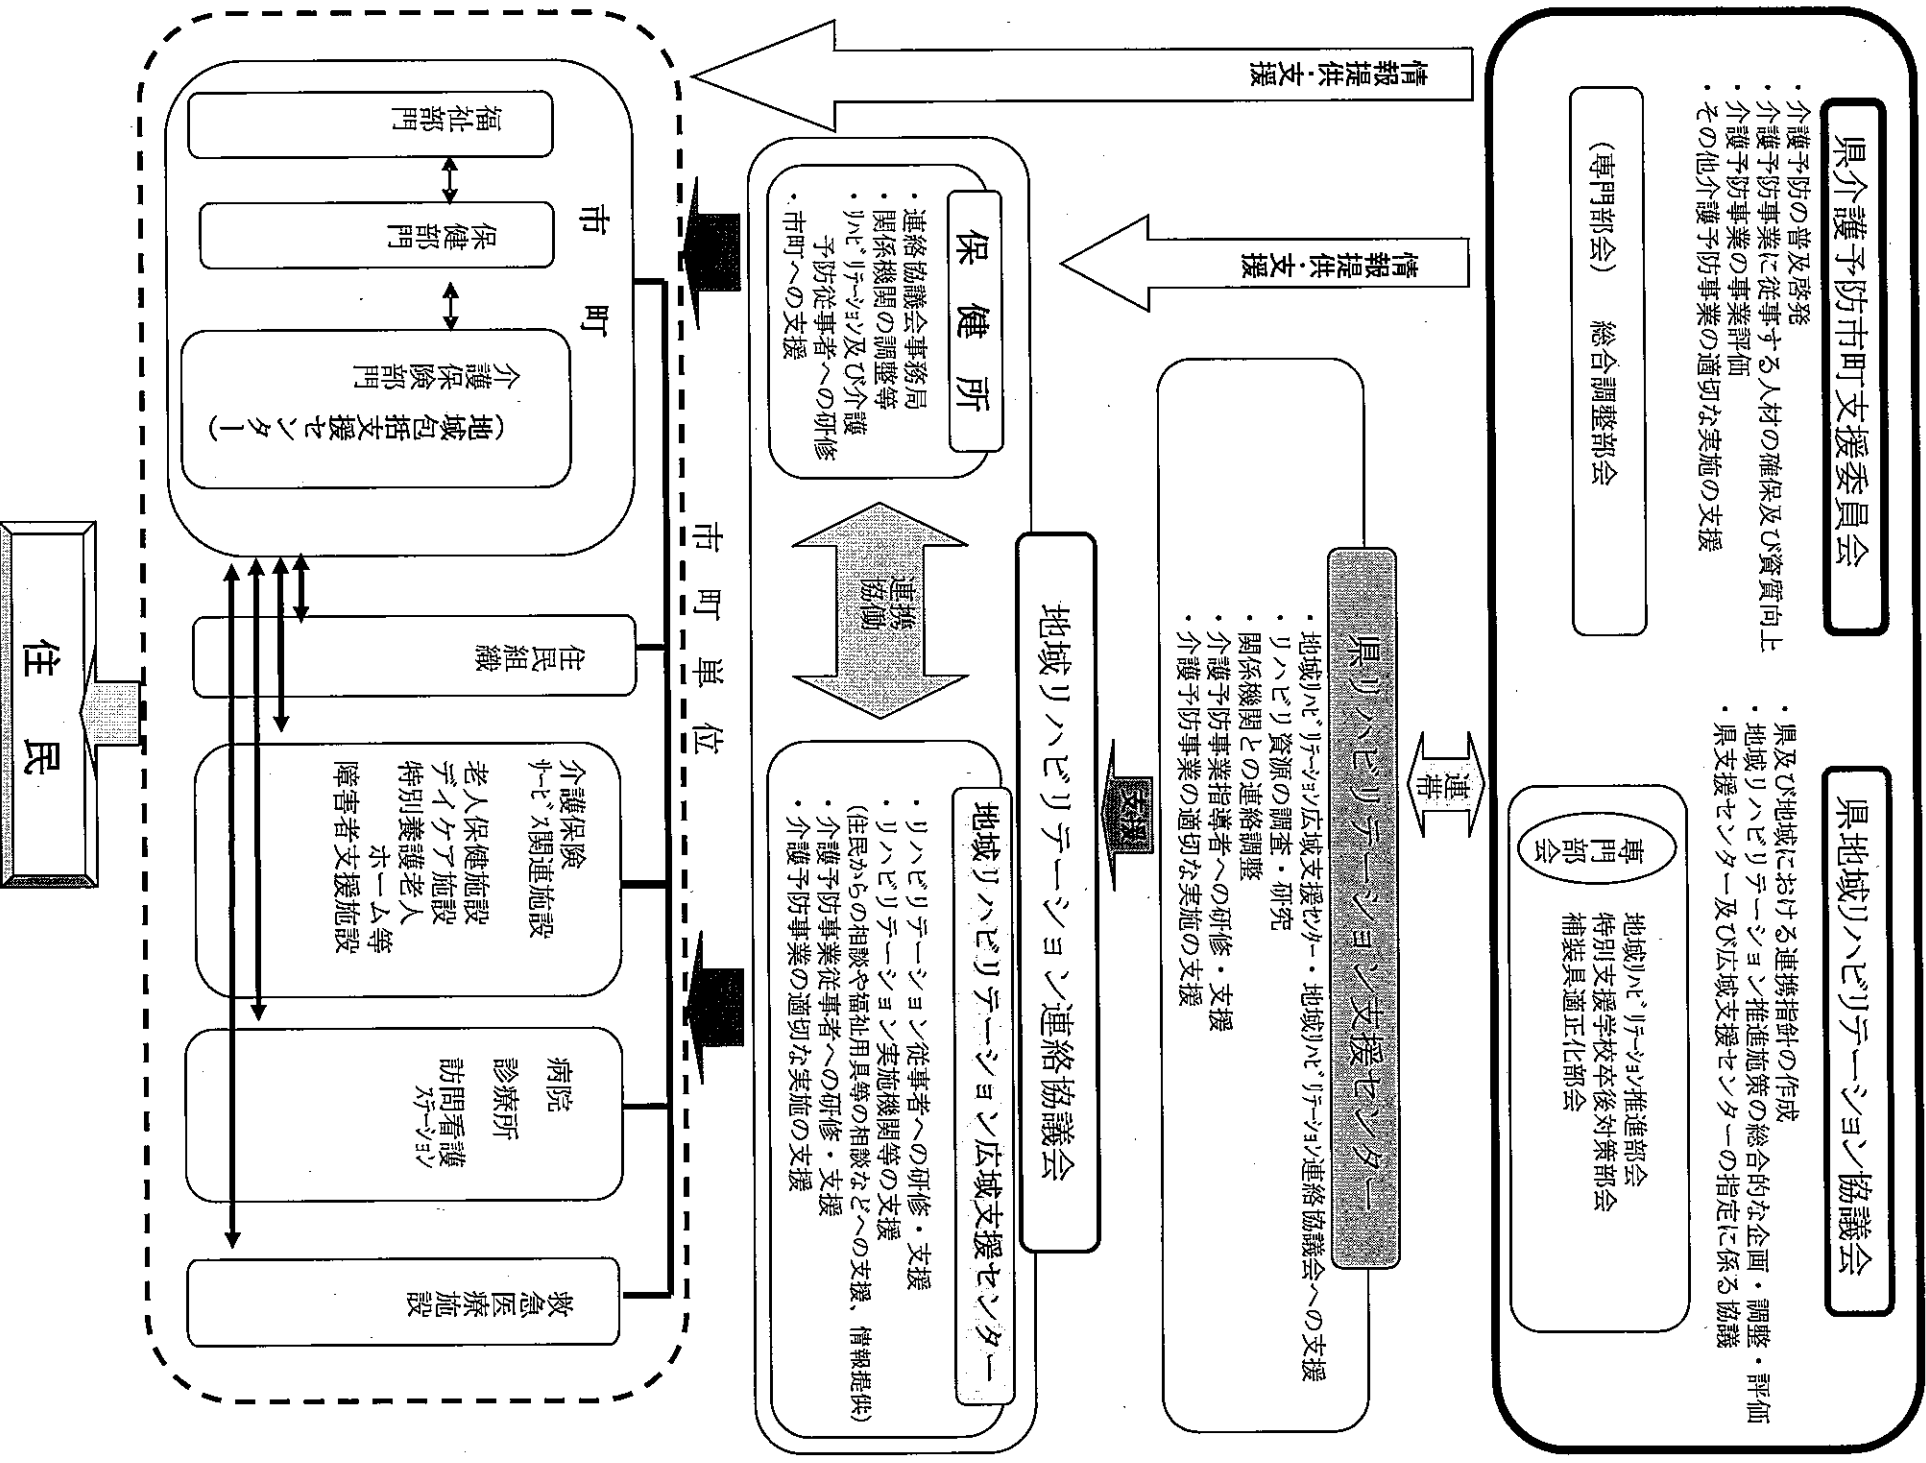 県介護予防市町支援委員会
・介護予防の普及啓発
・介護予防事業に従事する人材の確保及び資質向上
・介護予防事業の事業評価
・その他介護予防事業の適切な実施の支援
（専門部会）　総合調整部会
県地域リハビリテーション協議会
・県及び地域における連携指針の作成
・地域リハビリテーション推進施策の総合的な企画・調整・評価
・県支援センター及び広域支援センターの指定に係る協議
専門部会
地域リハビリテーション推進部会
特別支援学校卒後対策部会
補装具適正化部会
連帯
情報提供・支援
情報提供・支援
県リハビリテーション支援センター
・地域リハビリテーション広域支援センター・地域リハビリテーション連絡協議会への支援
・リハビリ資源の調査・研究
・関係機関との連絡調整
・介護予防事業指導者への研修・支援
・介護予防事業の適切な実施の支援
支援
地域リハビリテーション連絡協議会
保健所
・連絡協議会事務局
・関係機関の調整等
・リハビリテーション及び介護
予防従事者への研修
・市町への支援
連携
協働
地域リハビリテーション広域支援センター
・リハビリテーション従事者への研修・支援
・リハビリテーション実施機関等の支援
（住民からの相談や福祉用具等の相談などへの支援、情報提供）
・介護予防事業従事者への研修・支援
・介護予防事業の適切な実施の支援
市町単位
市町
福祉部門
保健部門
介護保険部門
（地域包括支援センター）
住民組織
介護保険
サービス関連施設
老人保健施設
デイケア施設
特別養護老人
ホーム等
障害者支援施設
病院
診療所
訪問看護
ステーション
救急医療施設
住民